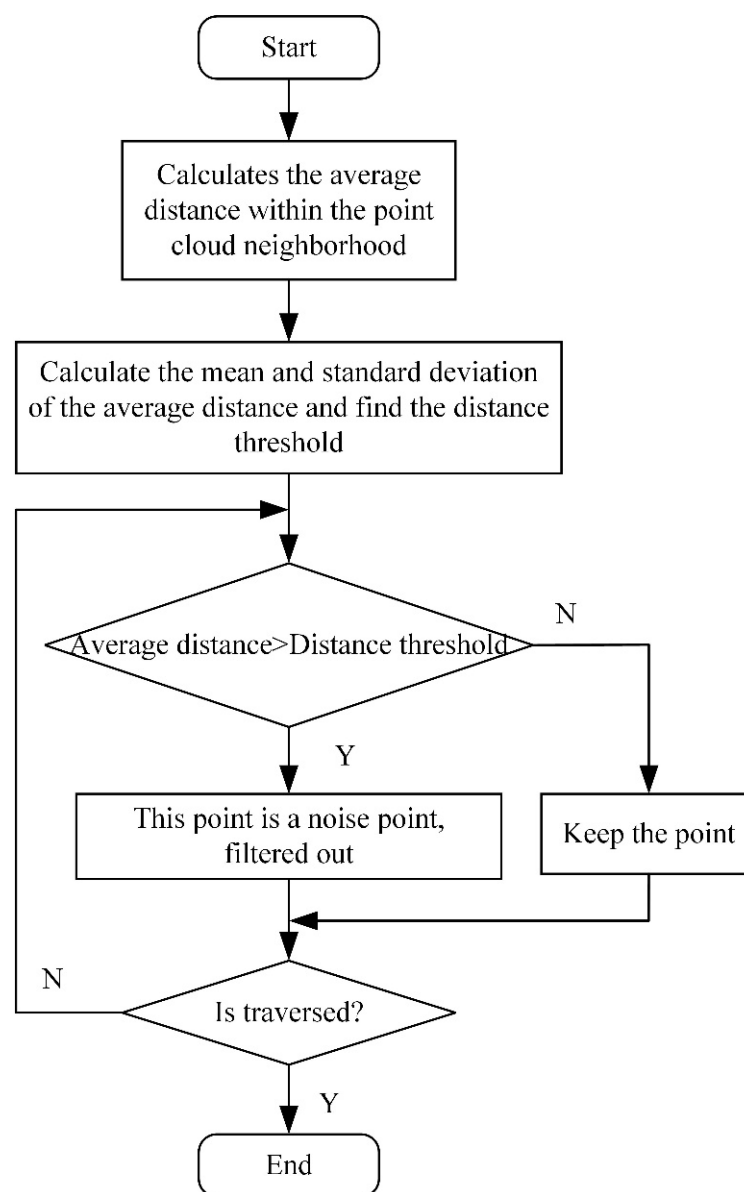 Start
Calculates the average
distance within the point
cloud neighborhood
Calculate the mean and standard deviation
of the average distance and find the distance
threshold
Average distance>Distance threshold
N
Y
This point is a noise point,
filtered out
Keep the point
N
Is traversed?
Y
End